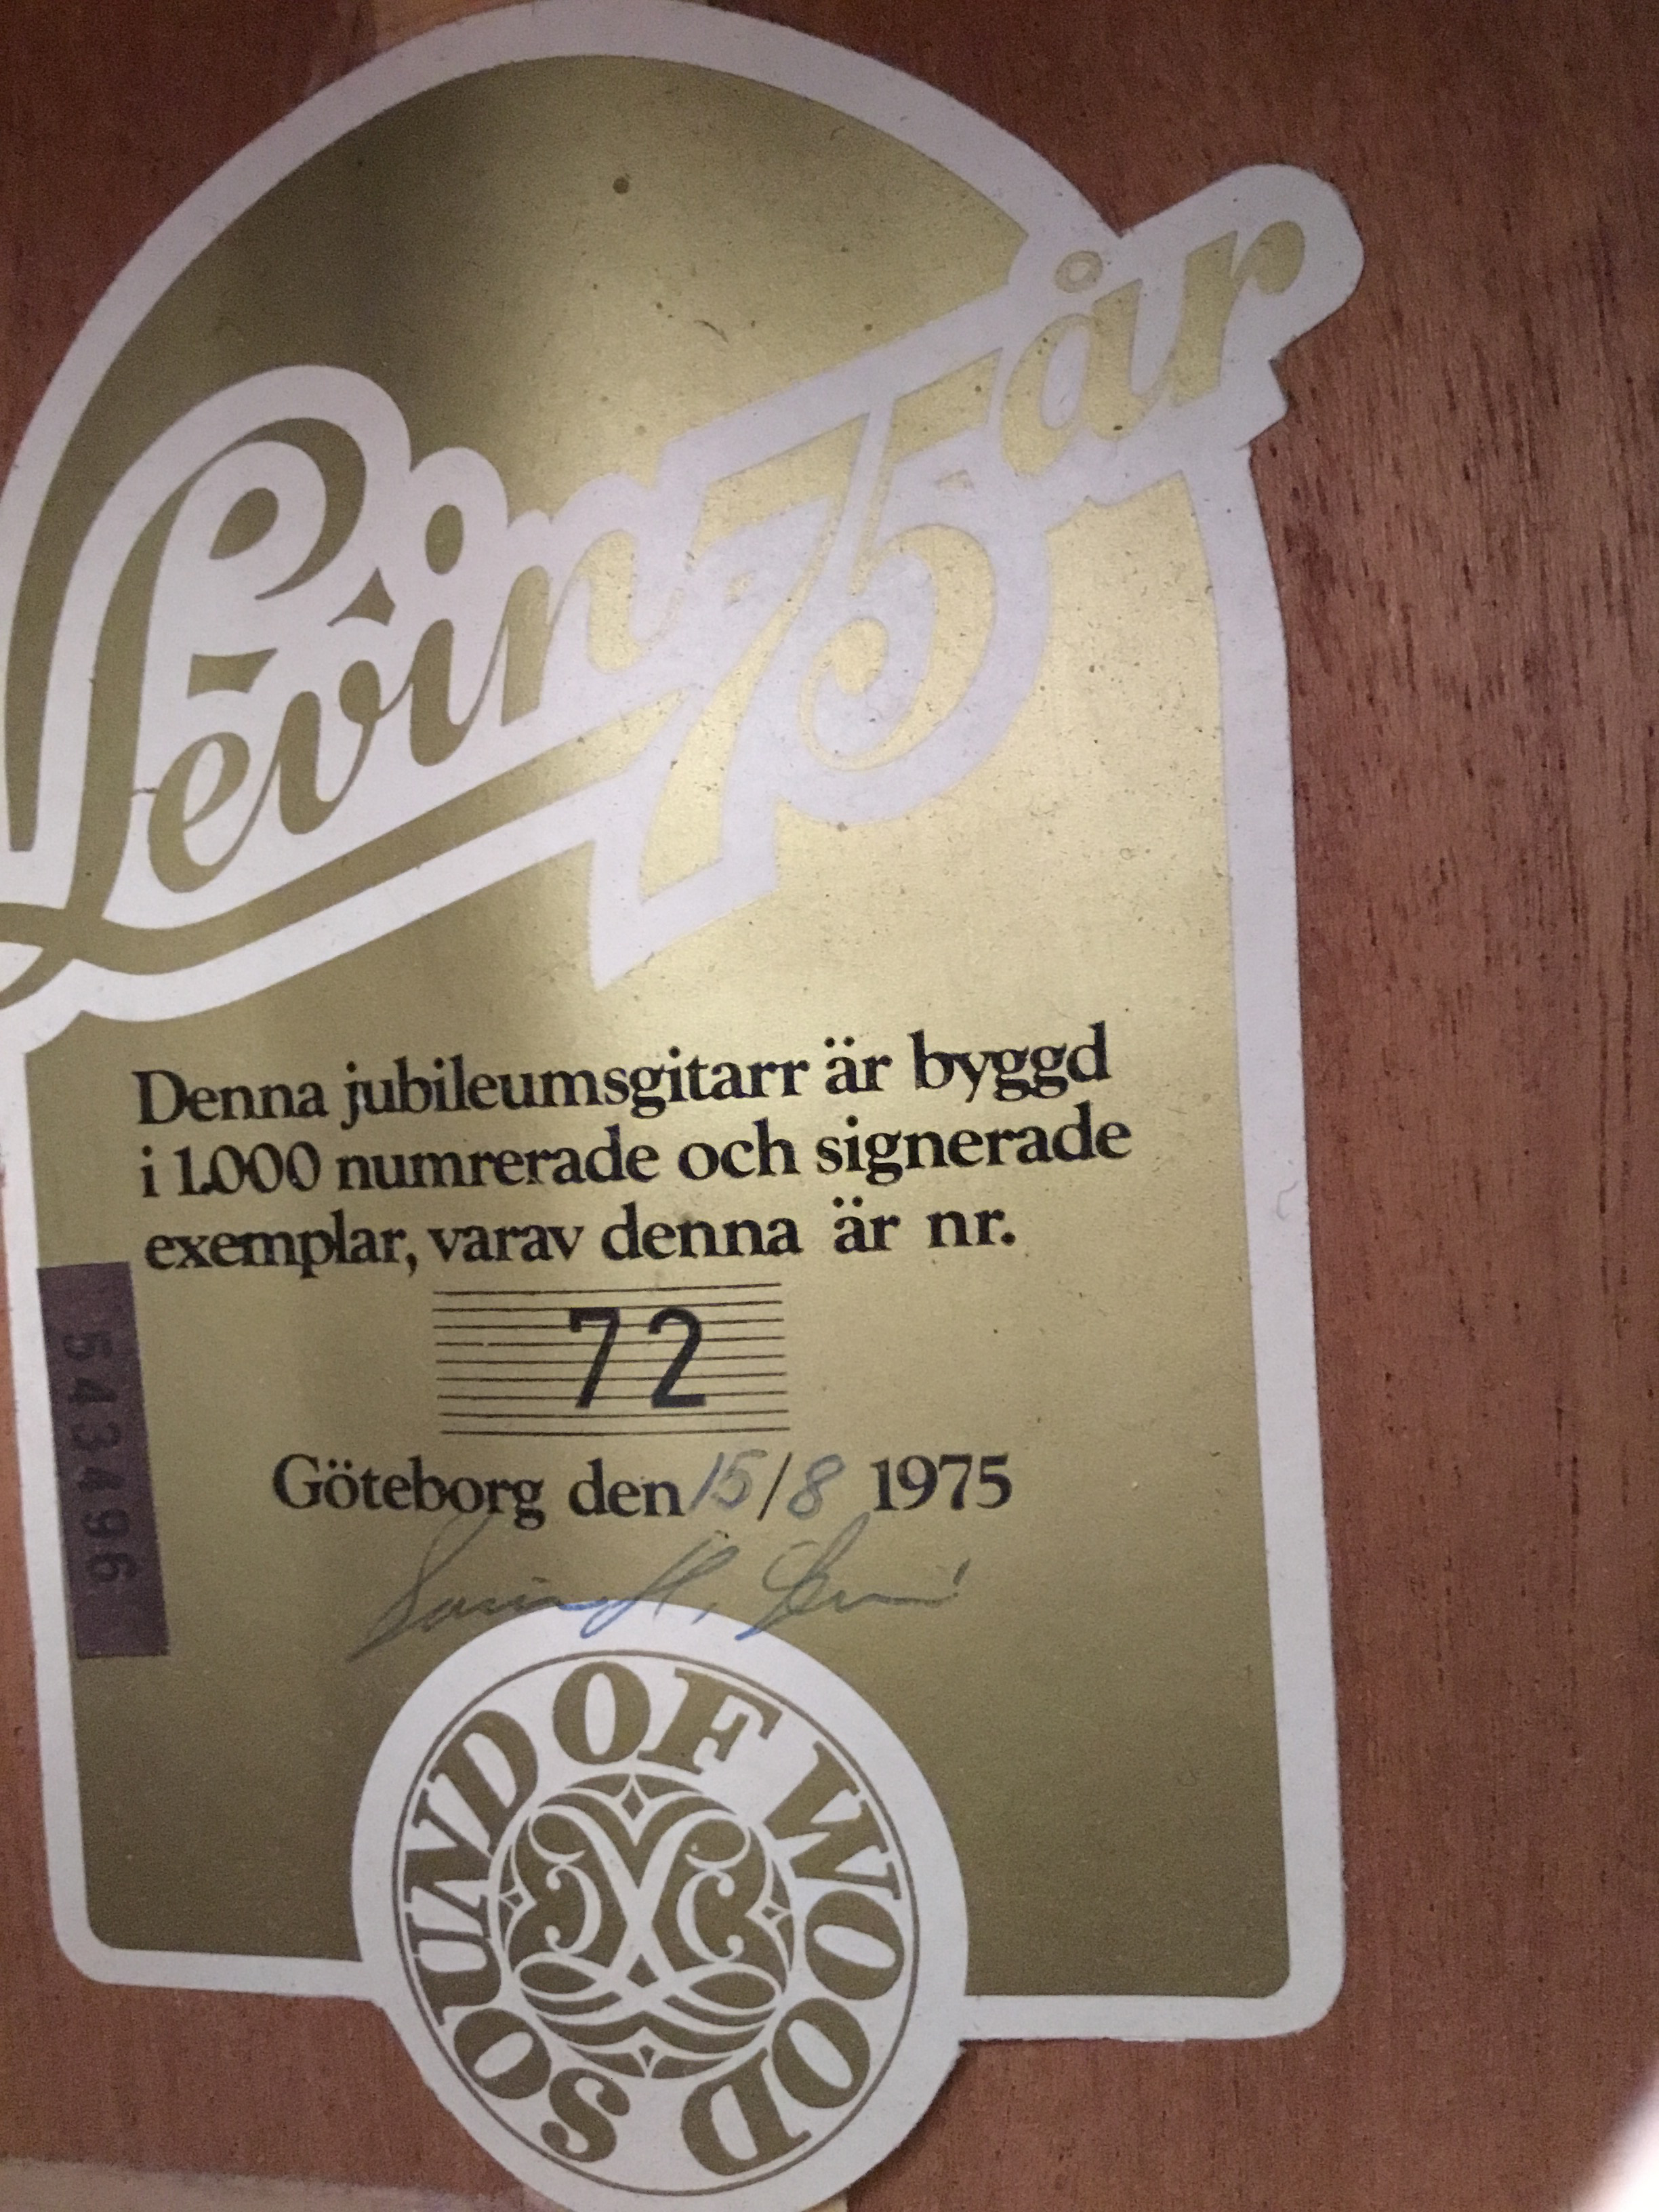 Levin 75 år
Denna jubileumsgitarr är byggd
i 1.000 numrerade och signerade
exemplar, varav denna är nr.
72
Göteborg den 15/8 1975
543496
SOUND OF WOOD